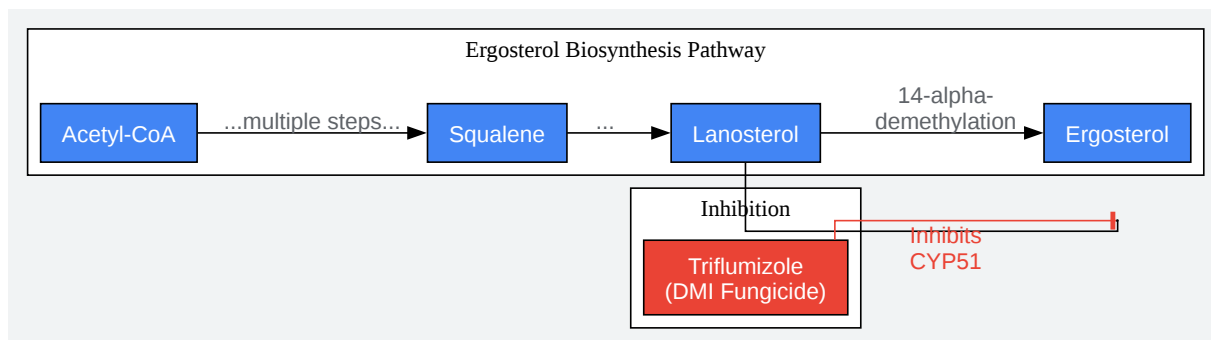 Ergosterol Biosynthesis Pathway
Acetyl-CoA
...multiple steps...
Squalene
...
Lanosterol
14-alpha-
demethylation
Ergosterol
Inhibition
Triflumizole
(DMI Fungicide)
Inhibits
CYP51